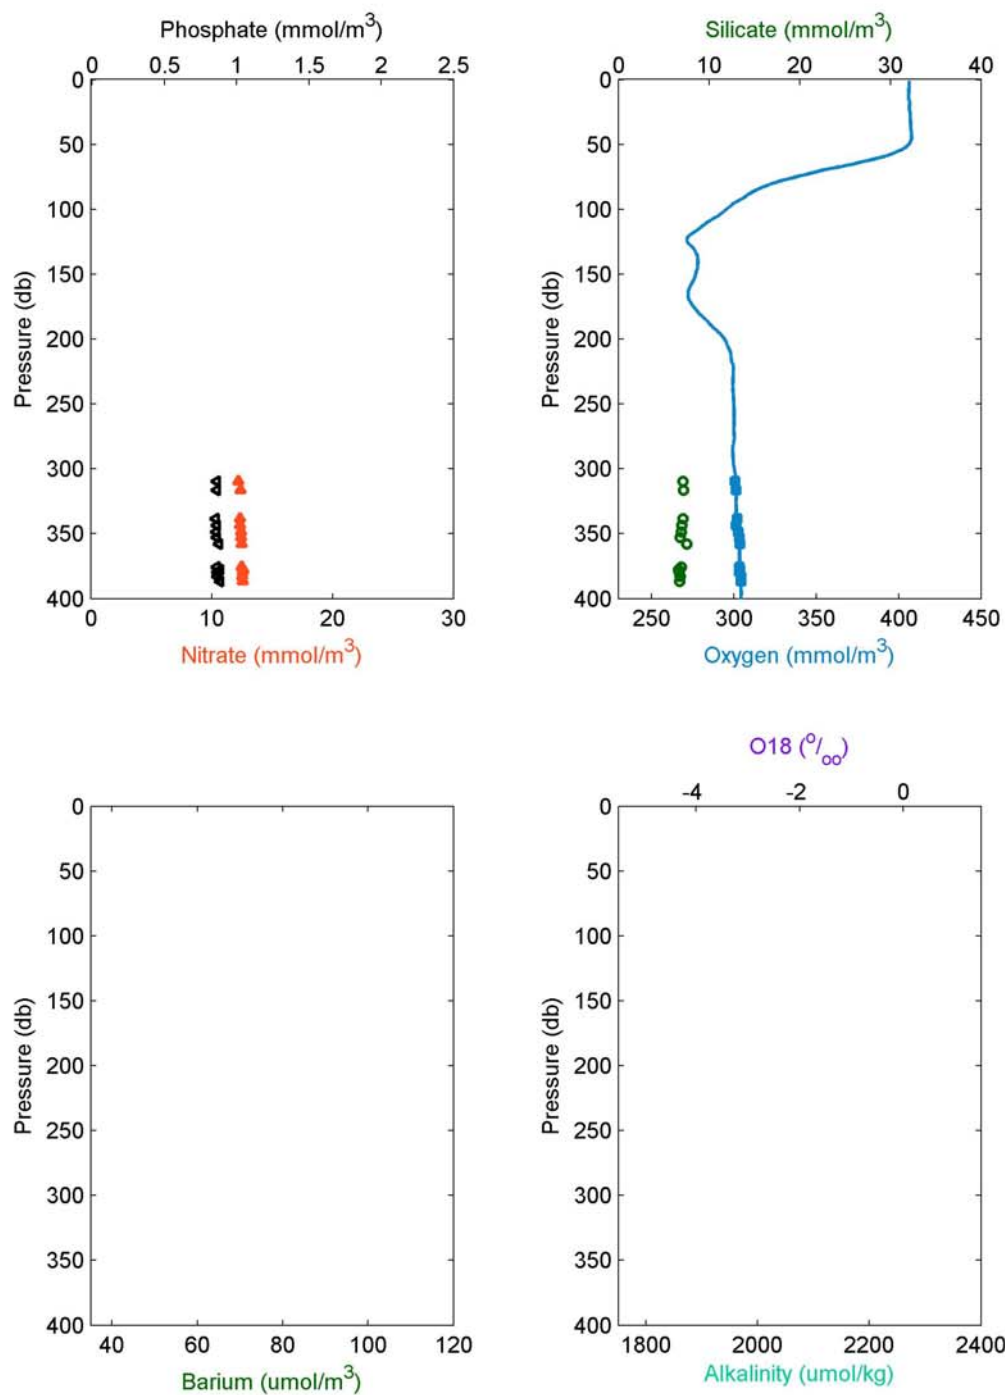 Phosphate (mmol/m³)
0 0.5 1 1.5 2 2.5
0
50
100
150
200
250
300
350
400
Pressure (db)
0 10 20 30
Nitrate (mmol/m³)
Silicate (mmol/m³)
0 10 20 30 40
0
50
100
150
200
250
300
350
400
Pressure (db)
250 300 350 400 450
Oxygen (mmol/m³)
0
50
100
150
200
250
300
350
400
Pressure (db)
40 60 80 100 120
Barium (umol/m³)
O18 (o/oo)
-4 -2 0
0
50
100
150
200
250
300
350
400
Pressure (db)
1800 2000 2200 2400
Alkalinity (umol/kg)